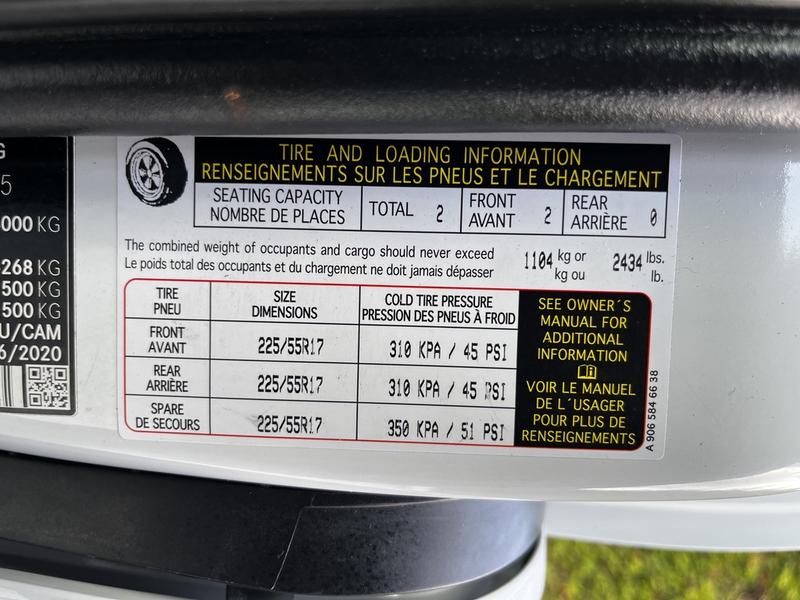 G
5
000 KG
268 KG
500 KG
500 KG
U/CAM
6/2020
TIRE AND LOADING INFORMATION
RENSEIGNEMENTS SUR LES PNEUS ET LE CHARGEMENT
SEATING CAPACITY
NOMBRE DE PLACES
TOTAL 2
FRONT
AVANT 2
REAR
ARRIÈRE 0
The combined weight of occupants and cargo should never exceed
Le poids total des occupants et du chargement ne doit jamais dépasser
1104 kg or
kg ou
2434 lbs.
lb.
TIRE
PNEU
SIZE
DIMENSIONS
COLD TIRE PRESSURE
PRESSION DES PNEUS À FROID
FRONT
AVANT
225/55R17
310 KPA / 45 PSI
REAR
ARRIÈRE
225/55R17
310 KPA / 45 PSI
SPARE
DE SECOURS
225/55R17
350 KPA / 51 PSI
SEE OWNER´S
MANUAL FOR
ADDITIONAL
INFORMATION
VOIR LE MANUEL
DE L´USAGER
POUR PLUS DE
RENSEIGNEMENTS
A 906 584 66 38